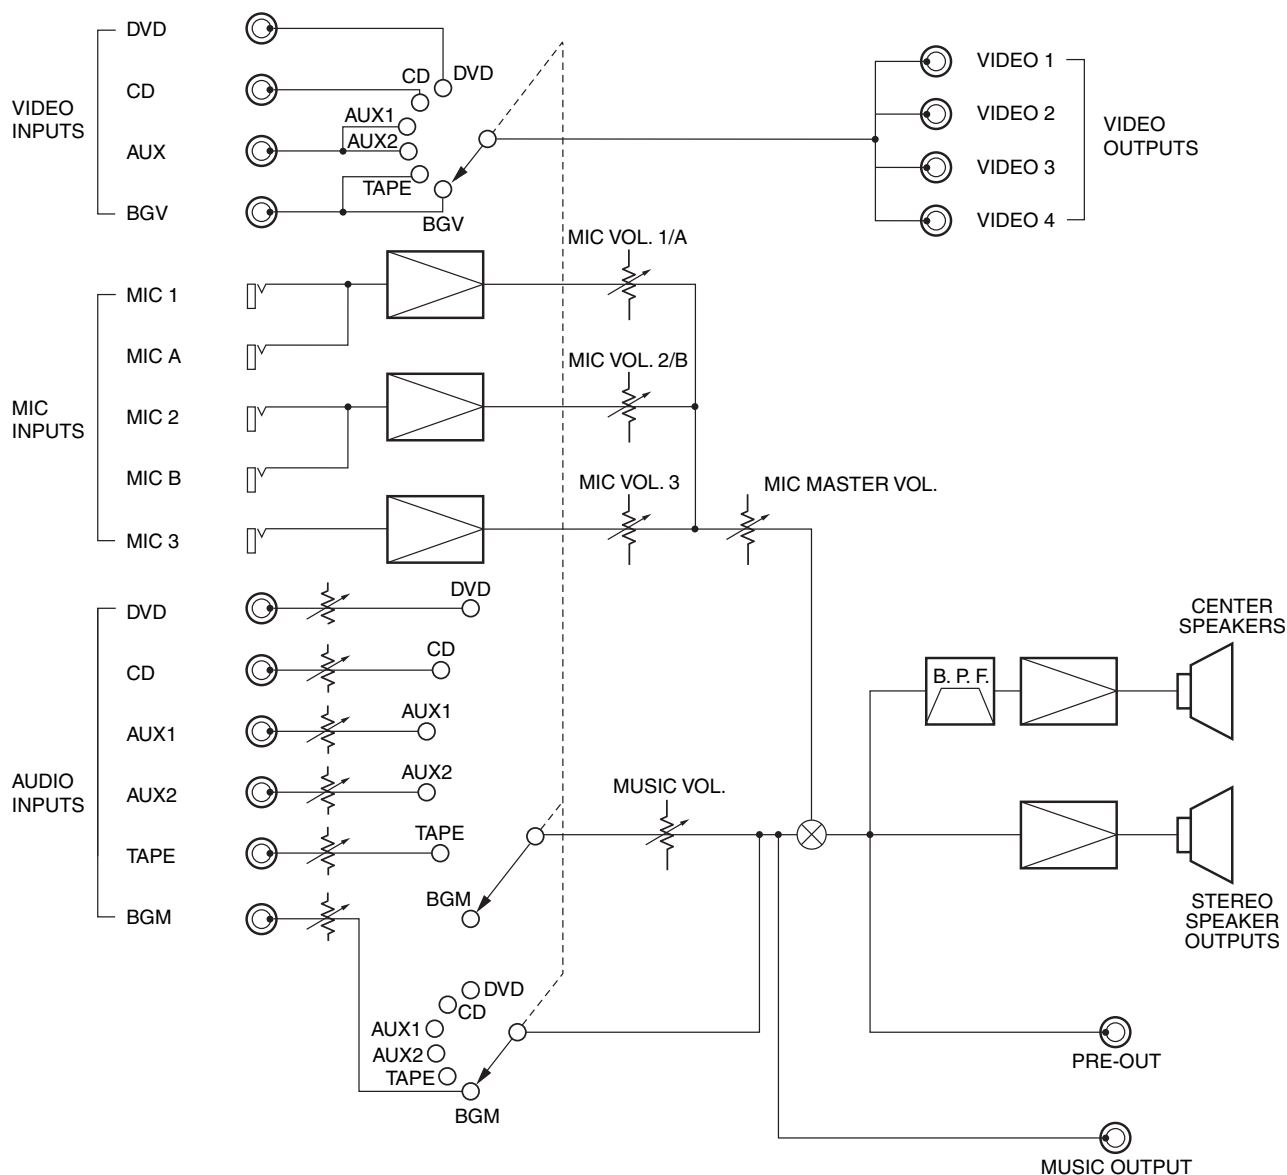 VIDEO
INPUTS
DVD
CD
AUX
BGV
DVD
CD
AUX1
AUX2
TAPE
BGV
VIDEO 1
VIDEO 2
VIDEO 3
VIDEO 4
VIDEO
OUTPUTS
MIC
INPUTS
MIC 1
MIC A
MIC 2
MIC B
MIC 3
MIC VOL. 1/A
MIC VOL. 2/B
MIC VOL. 3
MIC MASTER VOL.
AUDIO
INPUTS
DVD
CD
AUX1
AUX2
TAPE
BGM
DVD
CD
AUX1
AUX2
TAPE
BGM
MUSIC VOL.
B. P. F.
CENTER
SPEAKERS
STEREO
SPEAKER
OUTPUTS
DVD
CD
AUX1
AUX2
TAPE
BGM
PRE-OUT
MUSIC OUTPUT